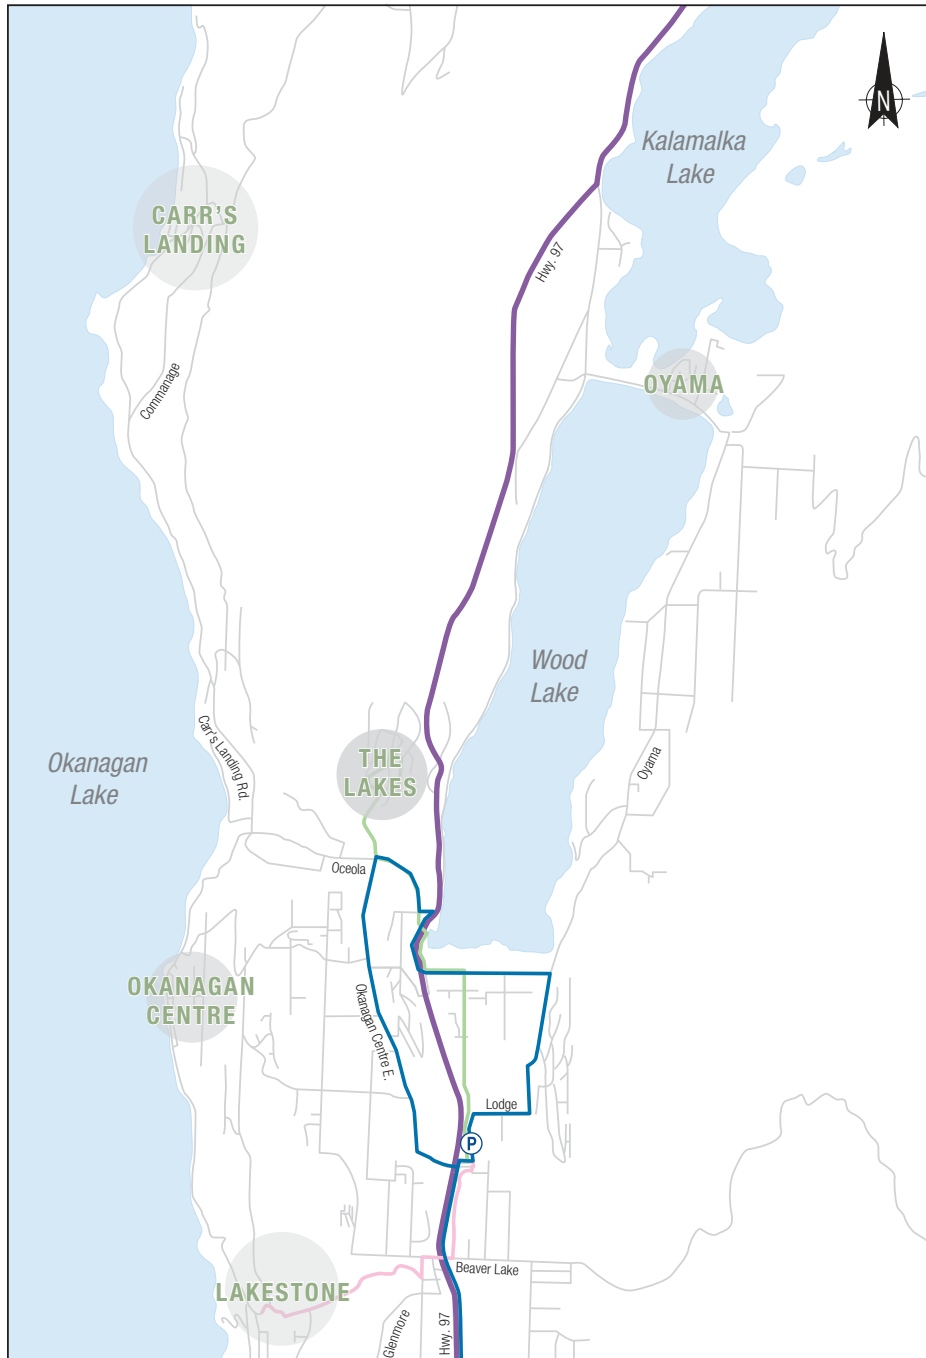 N
Kalamalka
Lake
CARR'S
LANDING
Hwy. 97
OYAMA
Commanage
Wood
Lake
Carr's Landing Rd.
Okanagan
Lake
THE
LAKES
Oyama
Oceola
OKANAGAN
CENTRE
Okanagan Centre E.
Lodge
P
Beaver Lake
LAKESTONE
Glenmore
Hwy. 97